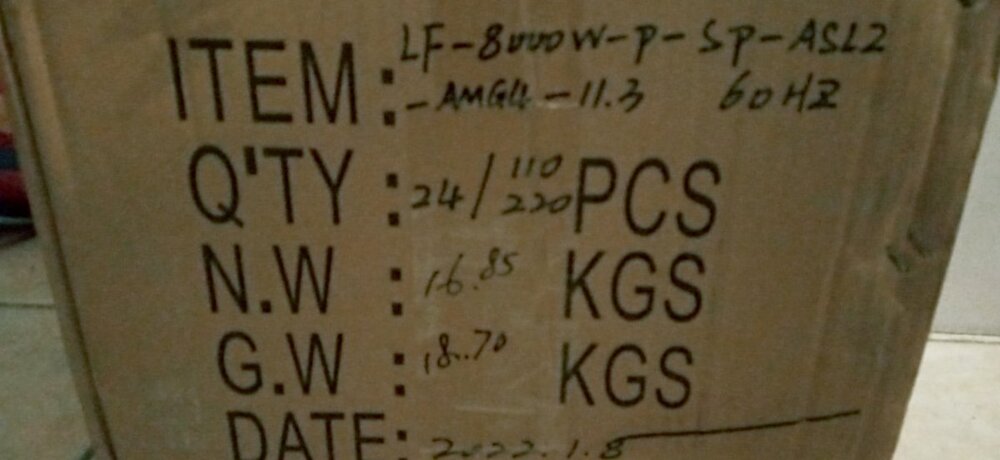 ITEM: LF-8000W-P-SP-ASL2
-AMG4-11.3 60HZ
Q'TY: 24/110 220 PCS
N.W: 16.85 KGS
G.W: 18.70 KGS
DATE: 2022.1.8